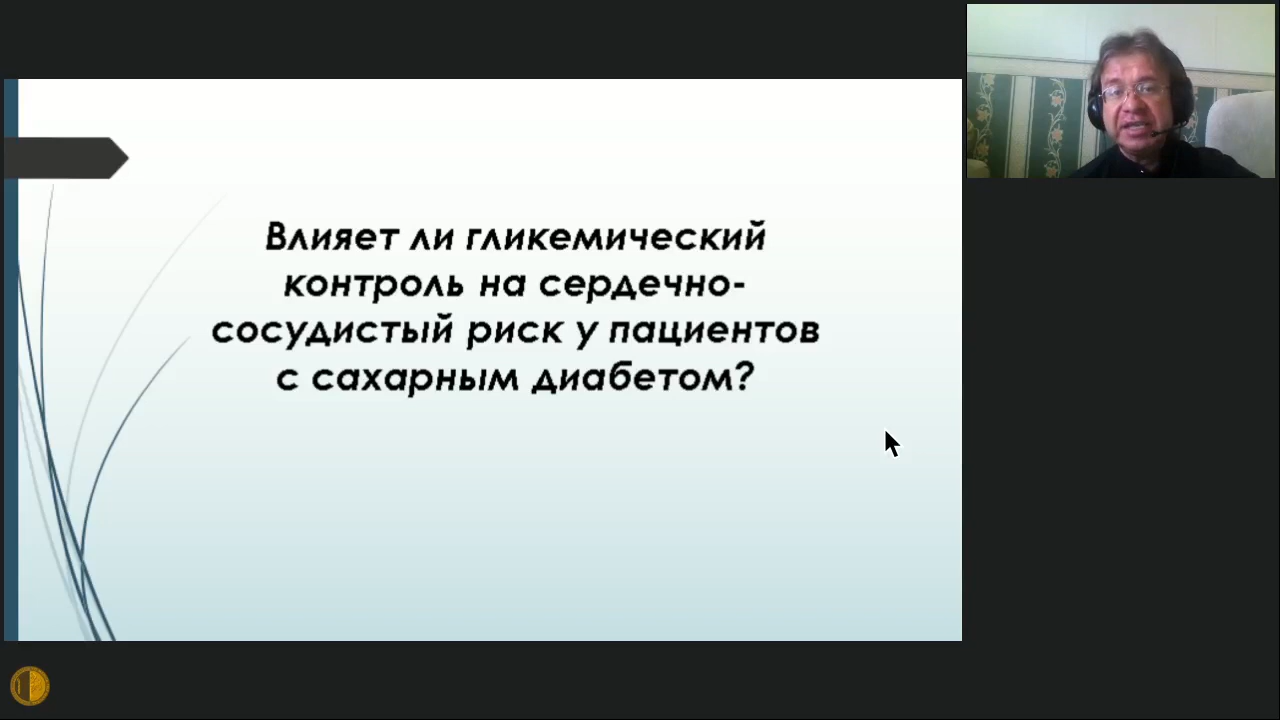 Влияет ли гликемический
контроль на сердечно-
сосудистый риск у пациентов
с сахарным диабетом?